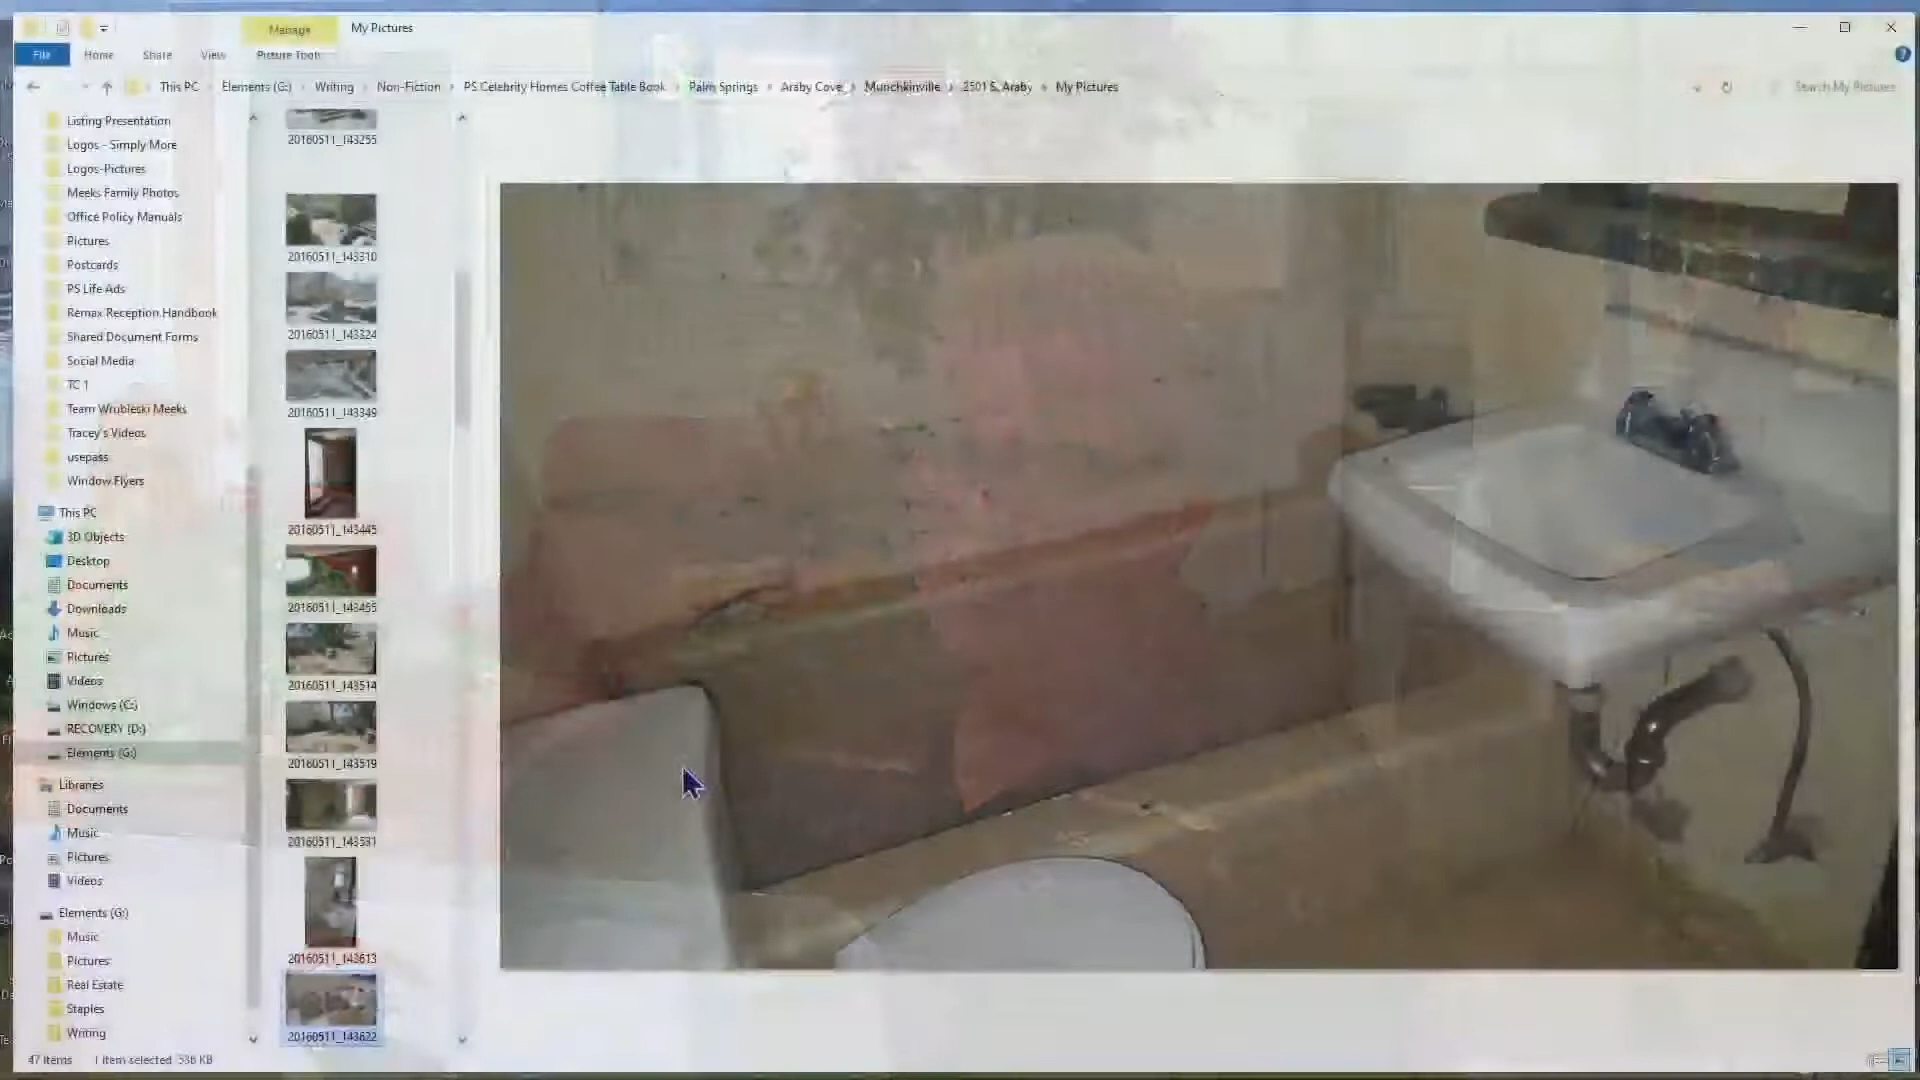 Manage
My Pictures
File
Home
Share
View
Picture Tools
This PC
Elements (G:)
Writing
Non-Fiction
PS Celebrity Homes Coffee Table Book
Palm Springs
Araby Cove
Munchkinville
2501 S. Araby
My Pictures
Search My Pictures
Listing Presentation
Logos - Simply More
Logos-Pictures
Meeks Family Photos
Office Policy Manuals
Pictures
Postcards
PS Life Ads
Remax Reception Handbook
Shared Document Forms
Social Media
TC 1
Team Wrubleski Meeks
Tracey's Videos
usepass
Window Flyers
This PC
3D Objects
Desktop
Documents
Downloads
Music
Pictures
Videos
Windows (C:)
RECOVERY (D:)
Elements (G:)
Libraries
Documents
Music
Pictures
Videos
Elements (G:)
Music
Pictures
Real Estate
Staples
Writing
20160511_143255
20160511_143310
20160511_143324
20160511_143349
20160511_143445
20160511_143455
20160511_143514
20160511_143519
20160511_143531
20160511_143613
20160511_143622
47 items
1 item selected 536 KB